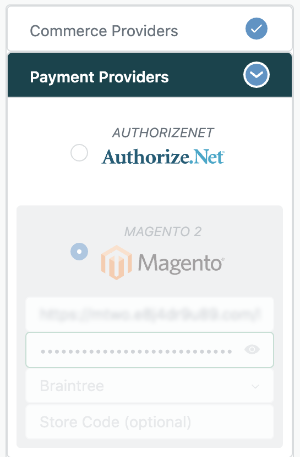 Commerce Providers
Payment Providers
AUTHORIZENET
Authorize.Net
MAGENTO 2
Magento
Braintree
Store Code (optional)